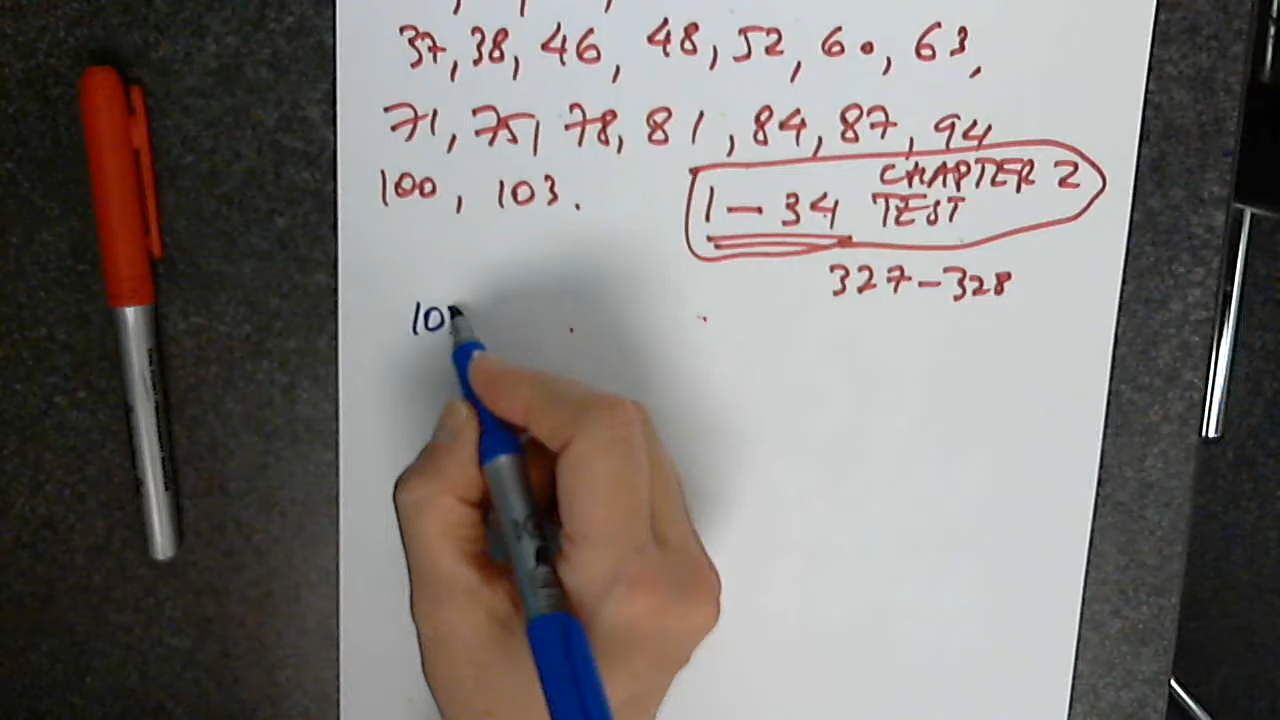 37, 38, 46, 48, 52, 60, 63,
71, 75, 78, 81, 84, 87, 94
100, 103.
CHAPTER 2
1 - 34 TEST
327-328
10